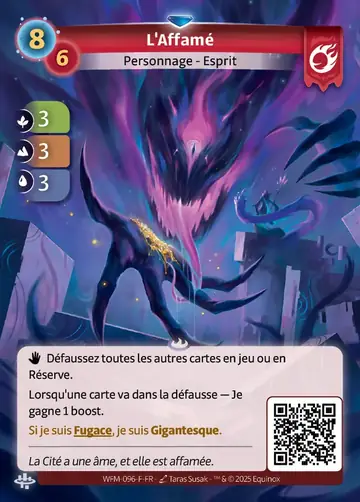 8
L'Affamé
6
Personnage - Esprit
3
3
3
Défaussez toutes les autres cartes en jeu ou en
Réserve.
Lorsqu'une carte va dans la défausse — Je
gagne 1 boost.
Si je suis Fugace, je suis Gigantesque.
La Cité a une âme, et elle est affamée.
WFM-096-F-FR - Taras Susak - ™ & © 2025 Equinox